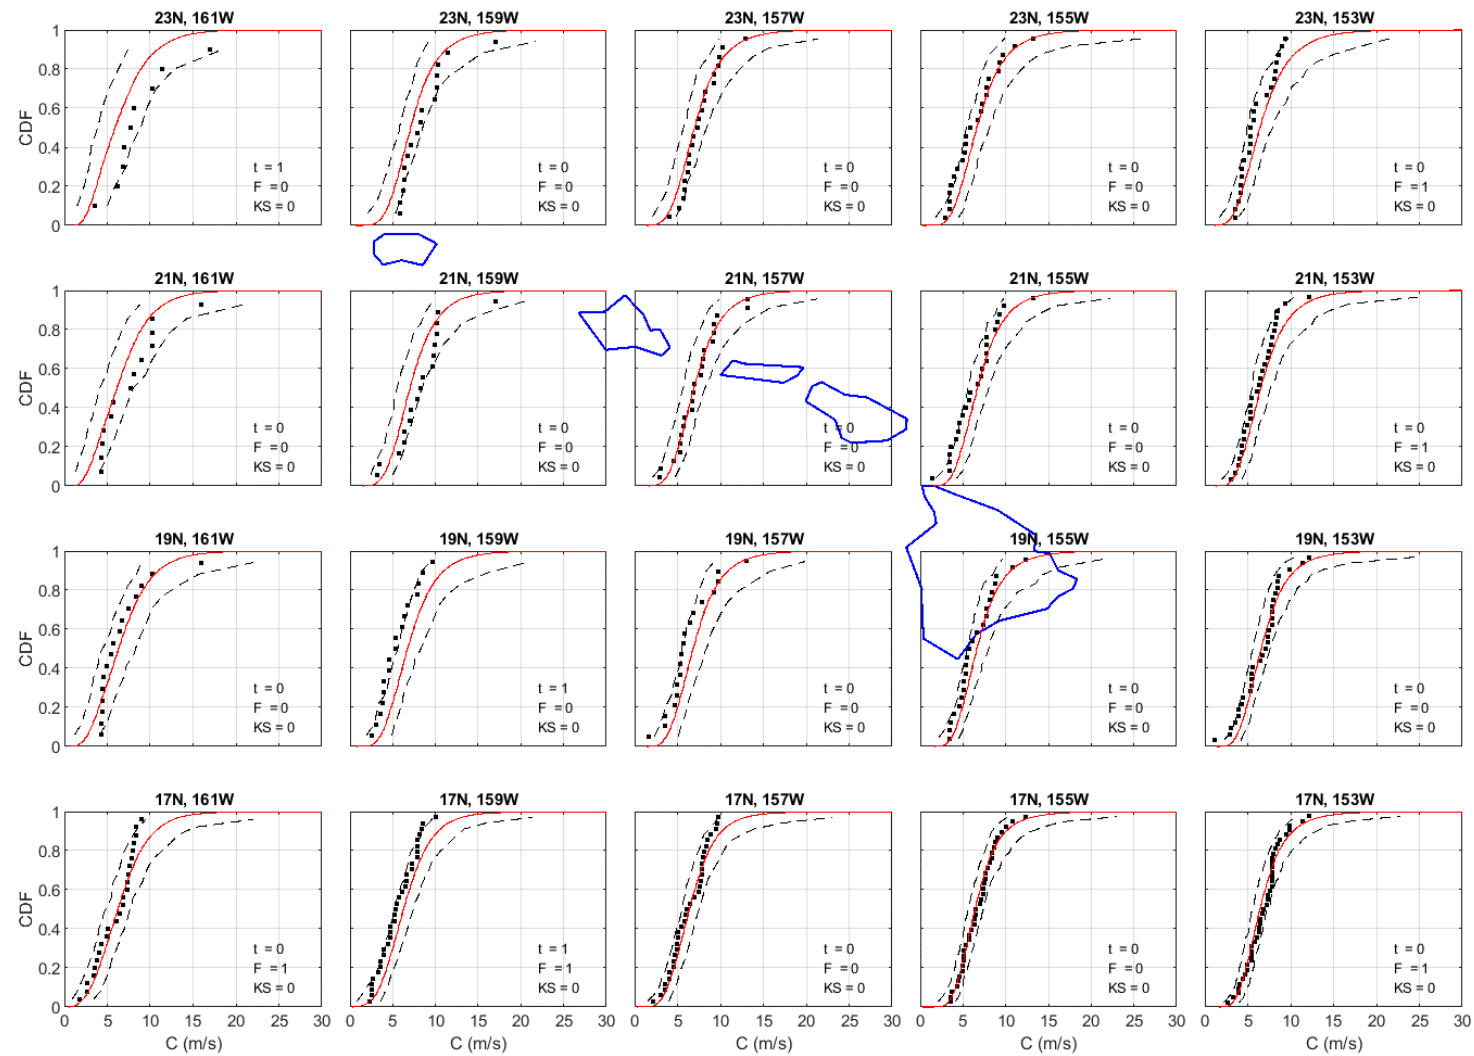 23N, 161W
23N, 159W
23N, 157W
23N, 155W
23N, 153W
1
0.8
0.6
0.4
0.2
0
CDF
t = 1
F = 0
KS = 0
t = 0
F = 0
KS = 0
t = 0
F = 0
KS = 0
t = 0
F = 0
KS = 0
t = 0
F = 1
KS = 0
21N, 161W
21N, 159W
21N, 157W
21N, 155W
21N, 153W
1
0.8
0.6
0.4
0.2
0
CDF
t = 0
F = 0
KS = 0
t = 0
F = 0
KS = 0
t = 0
F = 0
KS = 0
t = 0
F = 0
KS = 0
t = 0
F = 1
KS = 0
19N, 161W
19N, 159W
19N, 157W
19N, 155W
19N, 153W
1
0.8
0.6
0.4
0.2
0
CDF
t = 0
F = 0
KS = 0
t = 1
F = 0
KS = 0
t = 0
F = 0
KS = 0
t = 0
F = 0
KS = 0
t = 0
F = 0
KS = 0
17N, 161W
17N, 159W
17N, 157W
17N, 155W
17N, 153W
1
0.8
0.6
0.4
0.2
0
CDF
t = 0
F = 1
KS = 0
t = 1
F = 1
KS = 0
t = 0
F = 0
KS = 0
t = 0
F = 0
KS = 0
t = 0
F = 1
KS = 0
0 5 10 15 20 25 30
0 5 10 15 20 25 30
0 5 10 15 20 25 30
0 5 10 15 20 25 30
0 5 10 15 20 25 30
C (m/s)
C (m/s)
C (m/s)
C (m/s)
C (m/s)